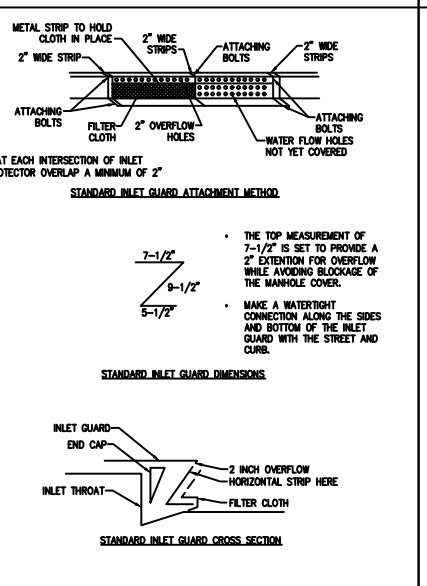 METAL STRIP TO HOLD
CLOTH IN PLACE
2" WIDE STRIP
2" WIDE
STRIPS
ATTACHING
BOLTS
2" WIDE
STRIPS
ATTACHING
BOLTS
FILTER
CLOTH
2" OVERFLOW
HOLES
ATTACHING
BOLTS
WATER FLOW HOLES
NOT YET COVERED
AT EACH INTERSECTION OF INLET
OTECTOR OVERLAP A MINIMUM OF 2"
STANDARD INLET GUARD ATTACHMENT METHOD
7-1/2"
9-1/2"
5-1/2"
• THE TOP MEASUREMENT OF
7-1/2" IS SET TO PROVIDE A
2" EXTENTION FOR OVERFLOW
WHILE AVOIDING BLOCKAGE OF
THE MANHOLE COVER.
• MAKE A WATERTIGHT
CONNECTION ALONG THE SIDES
AND BOTTOM OF THE INLET
GUARD WITH THE STREET AND
CURB.
STANDARD INLET GUARD DIMENSIONS
INLET GUARD
END CAP
INLET THROAT
2 INCH OVERFLOW
HORIZONTAL STRIP HERE
FILTER CLOTH
STANDARD INLET GUARD CROSS SECTION